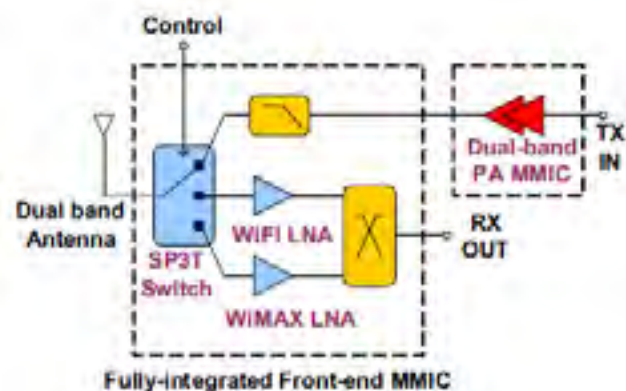 Control
Dual-band
PA MMIC
TX
IN
Dual band
Antenna
SP3T
Switch
WiFi LNA
WiMAX LNA
RX
OUT
Fully-integrated Front-end MMIC